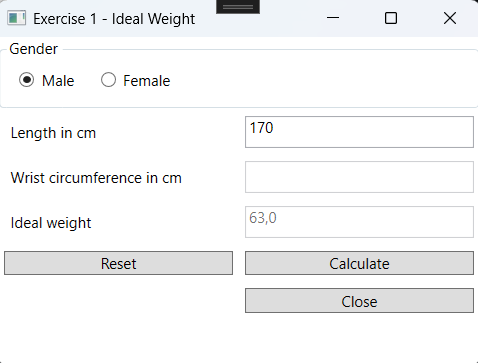 Exercise 1 - Ideal Weight
Gender
Male Female
Length in cm 170
Wrist circumference in cm
Ideal weight 63,0
Reset Calculate
Close